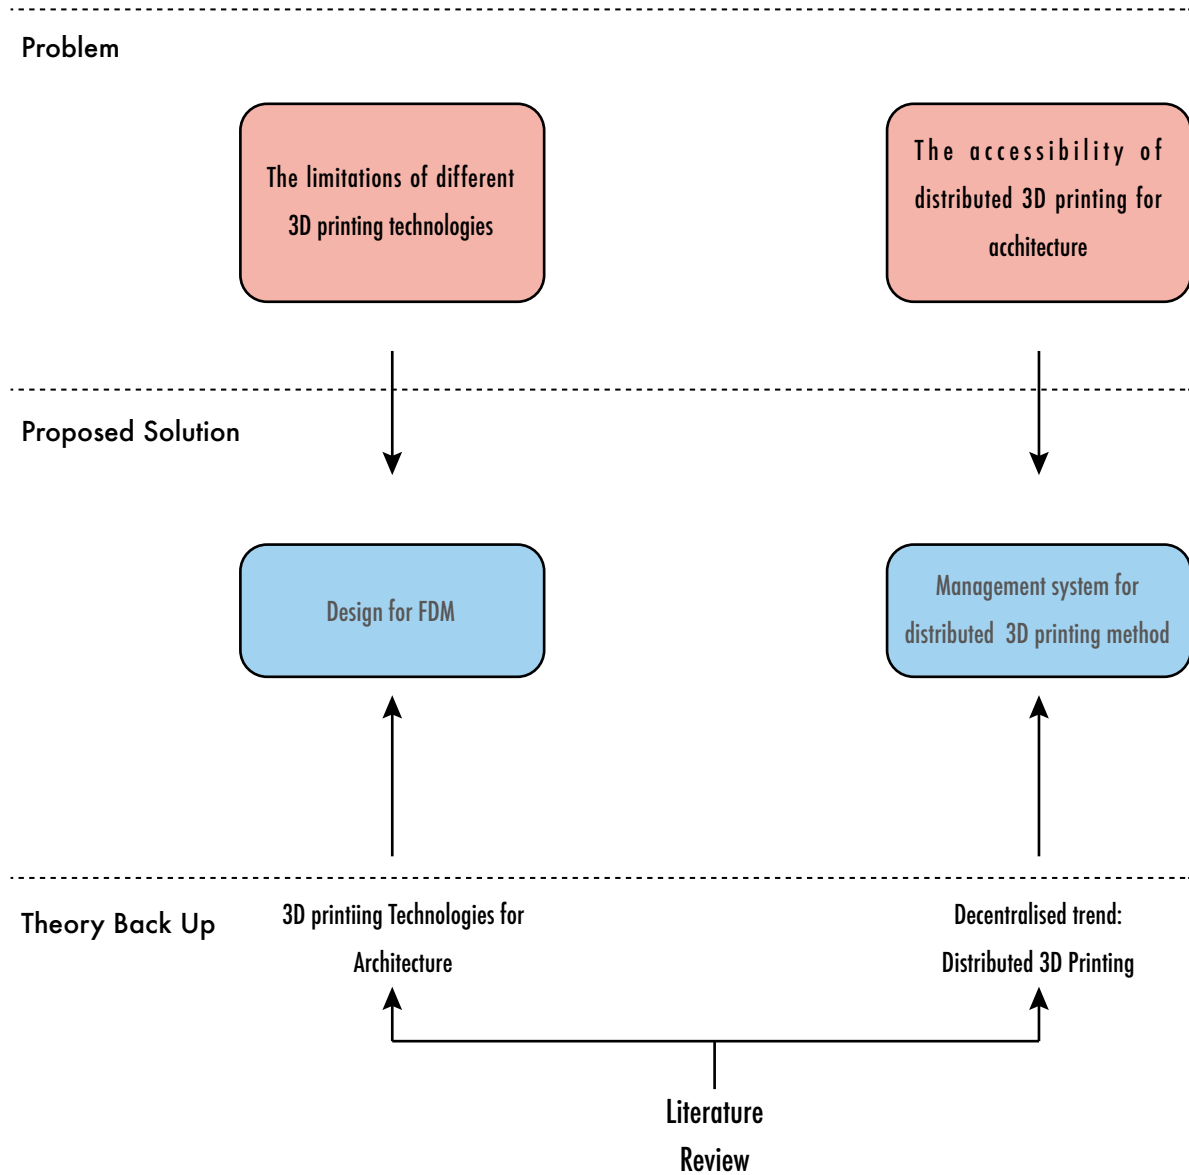 Problem
The limitations of different
3D printing technologies
The accessibility of
distributed 3D printing for
acchitecture
Proposed Solution
Design for FDM
Management system for
distributed 3D printing method
Theory Back Up
3D printiing Technologies for
Architecture
Decentralised trend:
Distributed 3D Printing
Literature
Review